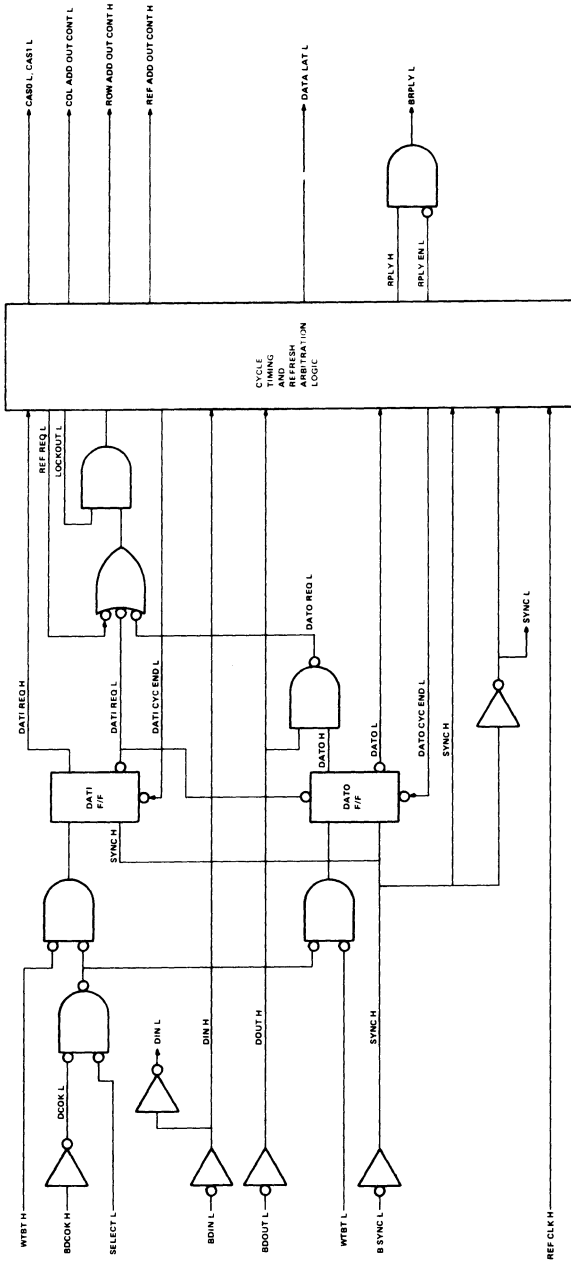 WTBT H
BDCOK H
SELECT L
BDIN L
BDOUT L
WTBT L
B SYNC L
REF CLK H
DCOK L
DIN L
DIN H
DOUT H
SYNC H
SYNC H
DATI F/F
DATO F/F
DATI REQ H
DATI REQ L
DATI CYC END L
DATO H
DATO REQ L
DATO L
DATO CYC END L
SYNC H
SYNC L
REF REQ L
LOCKOUT L
CYCLE
TIMING
AND
REFRESH
ARBITRATION
LOGIC
RPLY H
RPLY EN L
CAS0 L, CAS1 L
COL ADD OUT CONT L
ROW ADD OUT CONT H
REF ADD OUT CONT H
DATA LAT L
BRPLY L